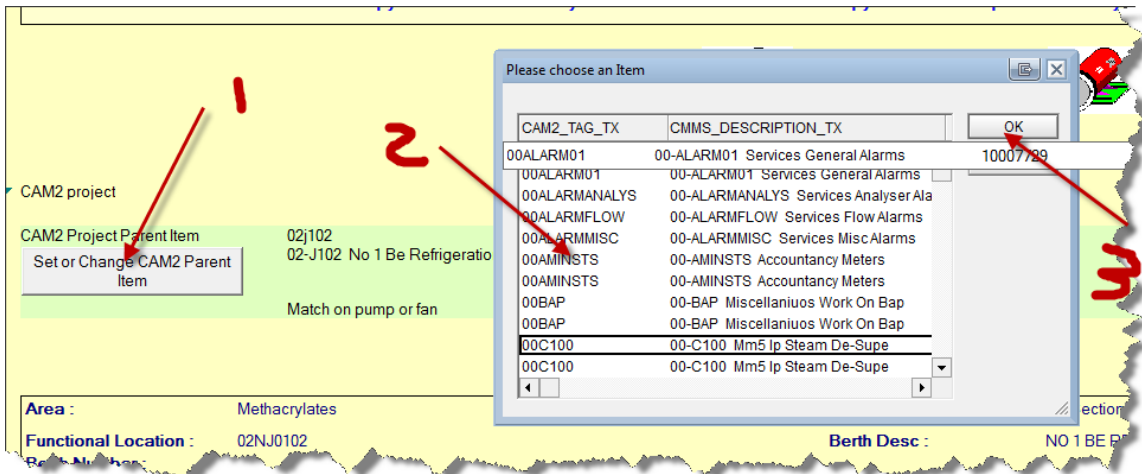 1
Please choose an Item
2
CAM2_TAG_TX CMMS_DESCRIPTION_TX OK
00ALARM01 00-ALARM01 Services General Alarms 10007729
00ALARM01 00-ALARM01 Services General Alarms
00ALARMANALYS 00-ALARMANALYS Services Analyser Ala
00ALARMFLOW 00-ALARMFLOW Services Flow Alarms
00ALARMMISC 00-ALARMMISC Services Misc Alarms
00AMINSTS 00-AMINSTS Accountancy Meters
00AMINSTS 00-AMINSTS Accountancy Meters
00BAP 00-BAP Miscellaniuos Work On Bap
00BAP 00-BAP Miscellaniuos Work On Bap
00C100 00-C100 Mm5 Ip Steam De-Supe
00C100 00-C100 Mm5 Ip Steam De-Supe
3
CAM2 project
CAM2 Project Parent Item 02j102
Set or Change CAM2 Parent Item
02-J102 No 1 Be Refrigeratio
Match on pump or fan
Area : Methacrylates
Functional Location : 02NJ0102 Berth Desc : NO 1 BE